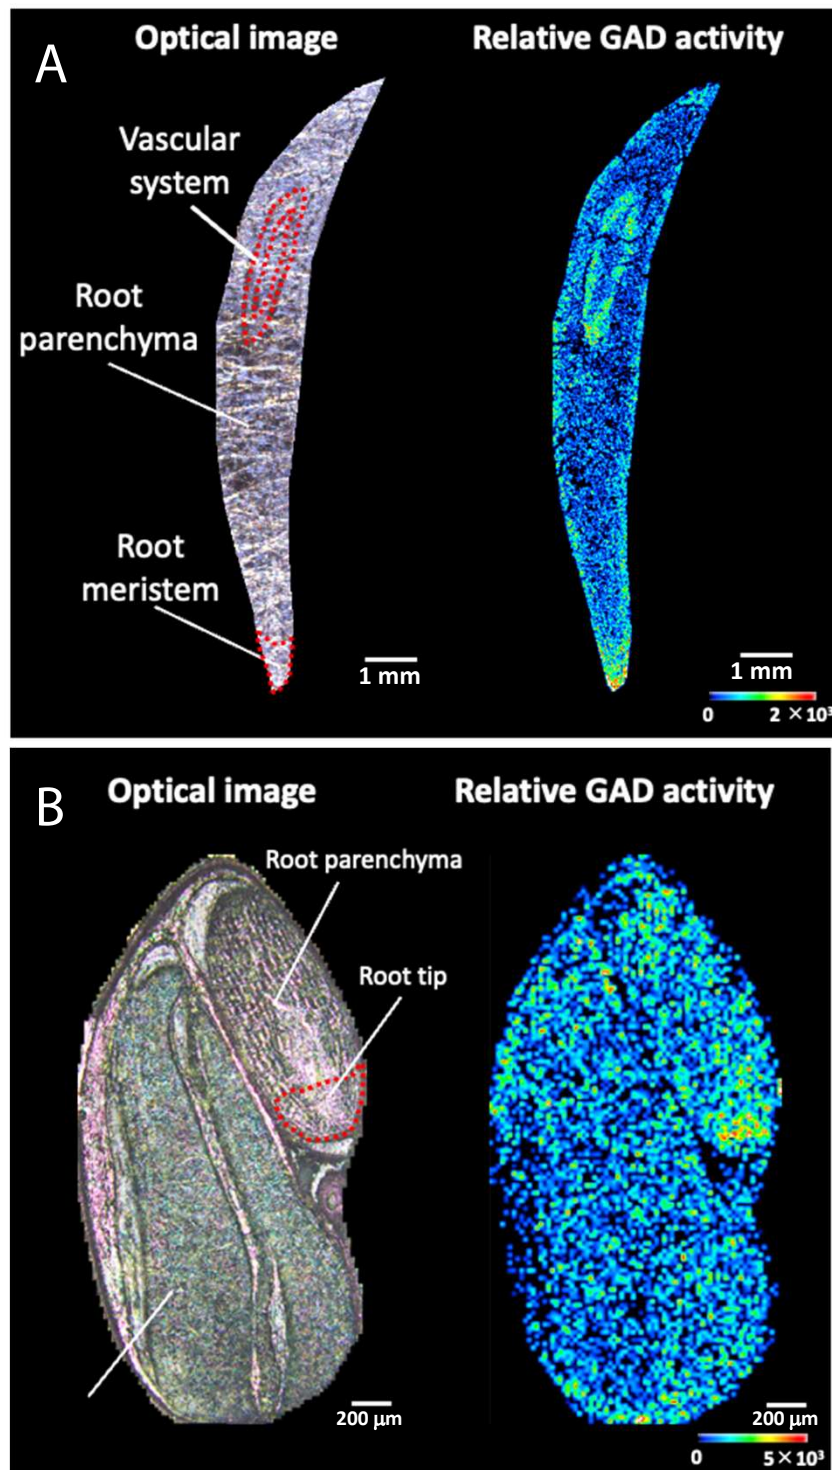 A
Optical image
Relative GAD activity
Vascular
system
Root
parenchyma
Root
meristem
1 mm
1 mm
0
2 ×10³
B
Optical image
Relative GAD activity
Root parenchyma
Root tip
200 µm
200 µm
0
5 ×10³